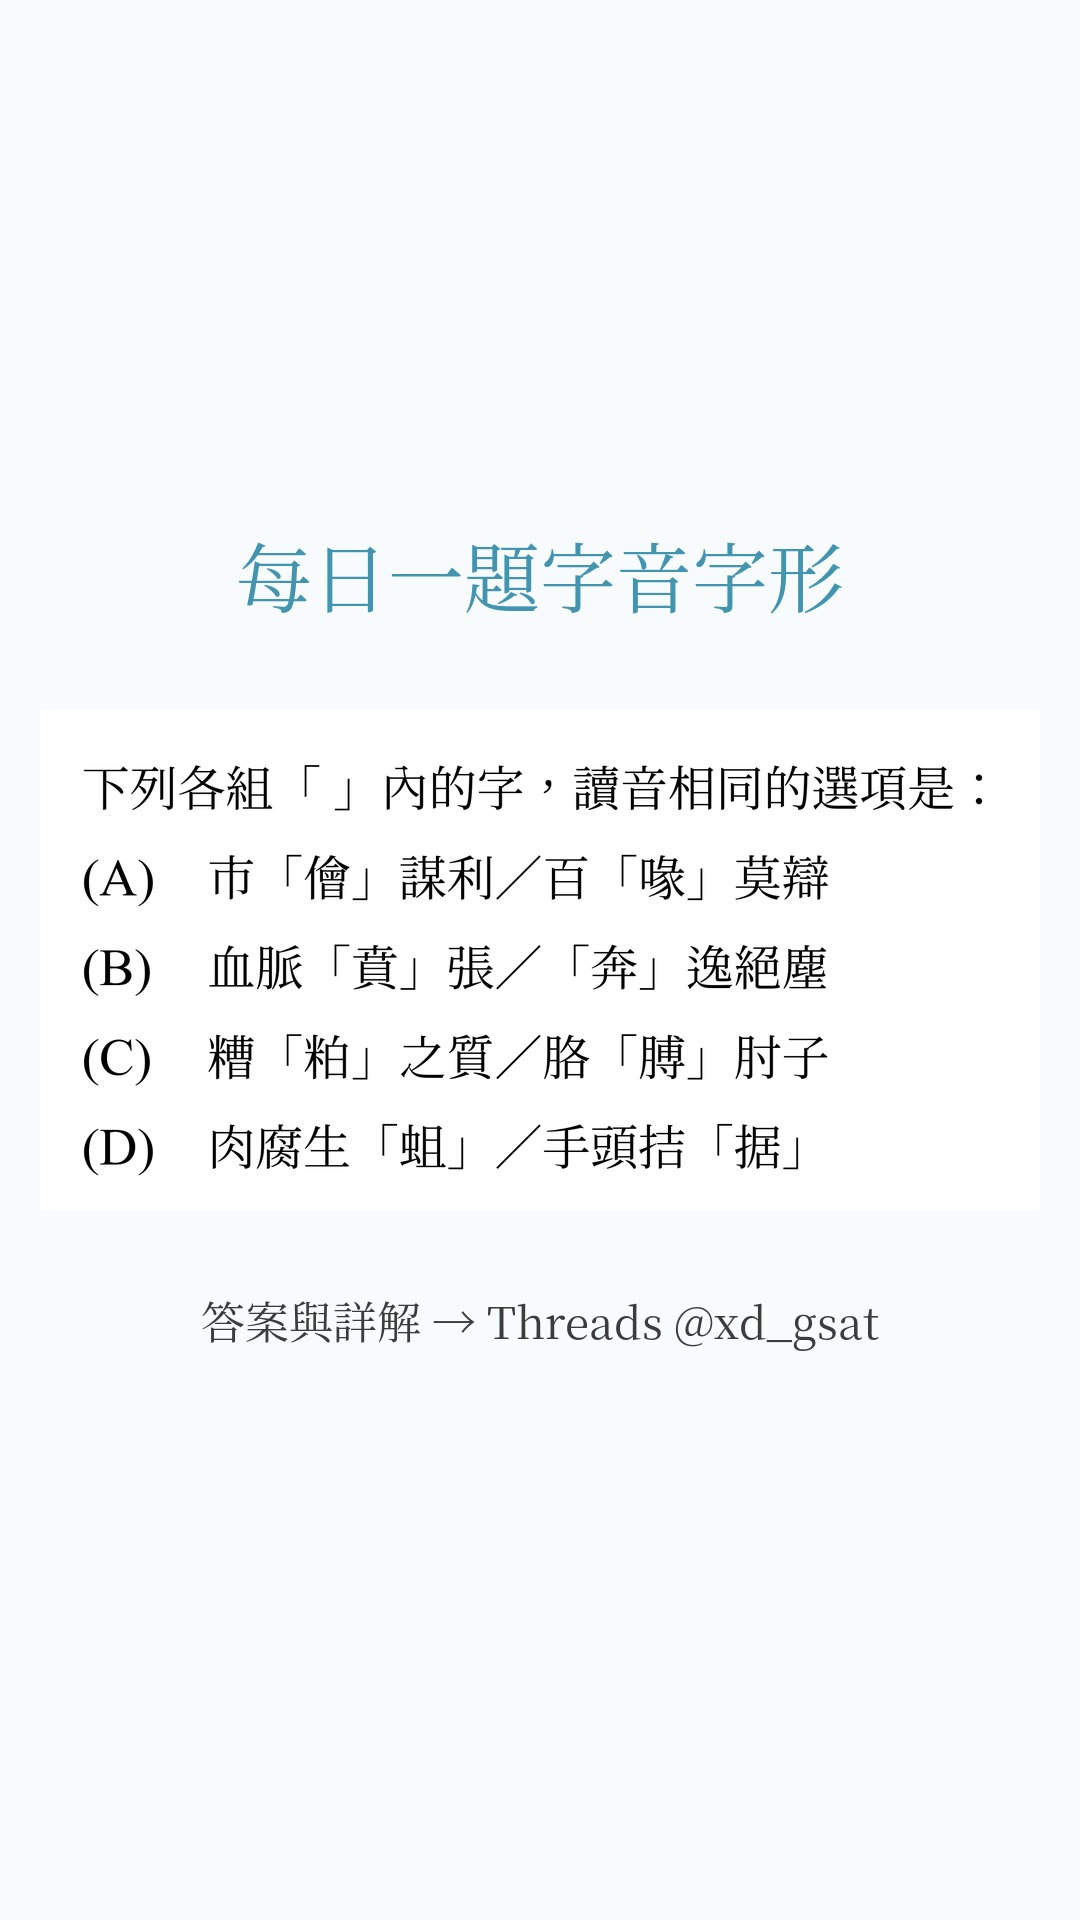 每日一題字音字形
下列各組「 」內的字，讀音相同的選項是：
(A) 市「儈」謀利／百「喙」莫辯
(B) 血脈「賁」張／「奔」逸絕塵
(C) 糟「粕」之質／胳「膊」肘子
(D) 肉腐生「蛆」／手頭拮「据」
答案與詳解 → Threads @xd_gsat